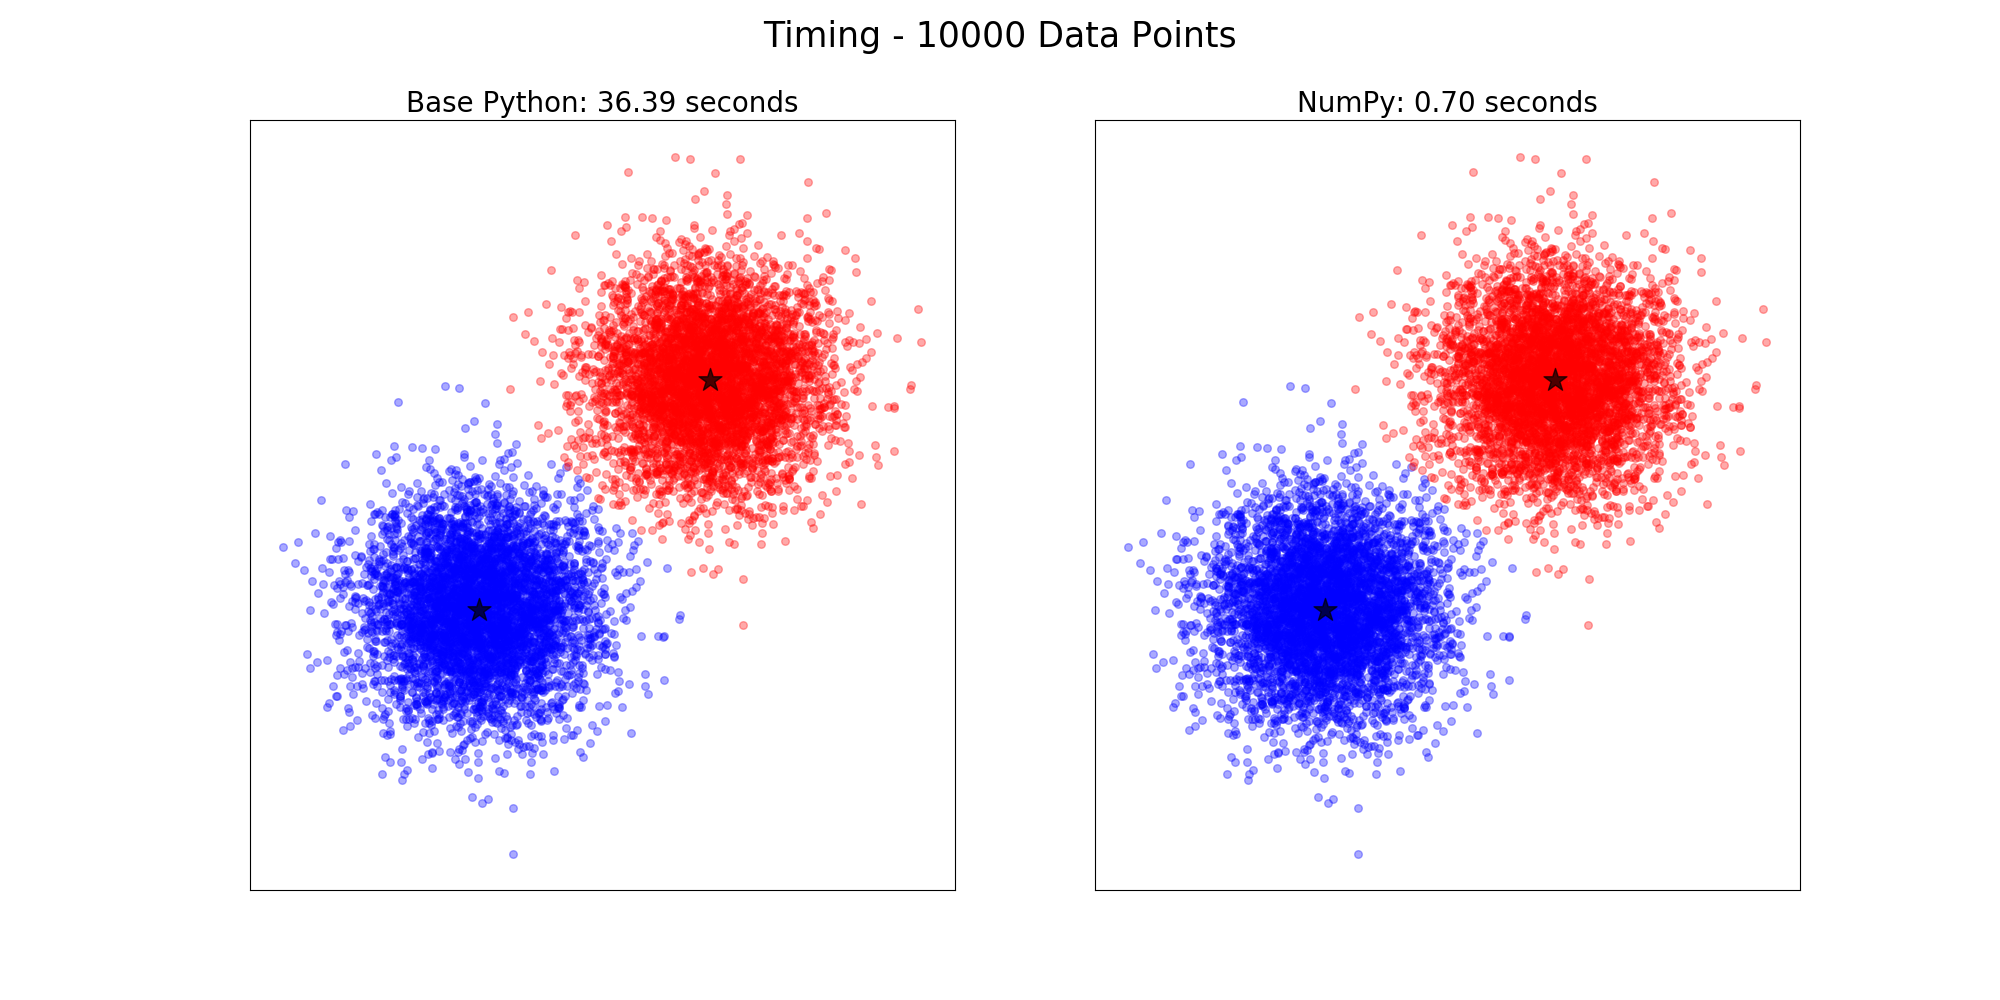 Timing - 10000 Data Points
Base Python: 36.39 seconds
NumPy: 0.70 seconds